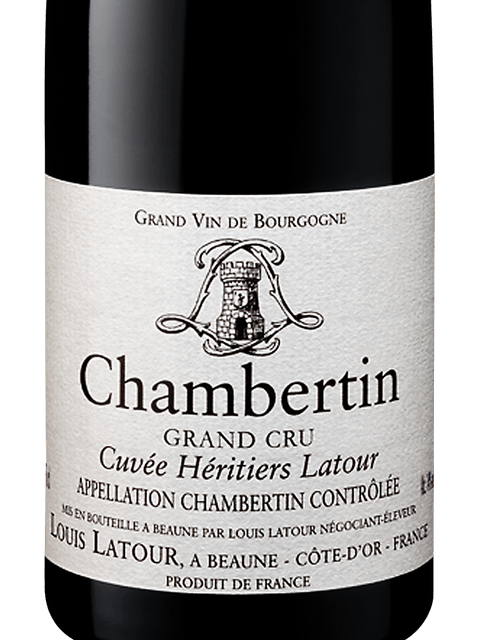 GRAND VIN DE BOURGOGNE
Chambertin
GRAND CRU
Cuvée Héritiers Latour
APPELLATION CHAMBERTIN CONTRÔLÉE
MIS EN BOUTEILLE A BEAUNE PAR LOUIS LATOUR NÉGOCIANT-ÉLEVEUR
LOUIS LATOUR, A BEAUNE - CÔTE-D'OR - FRANCE
PRODUIT DE FRANCE